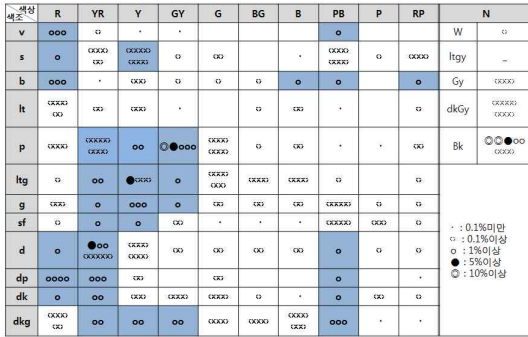 색상 R YR Y GY G BG B PB P RP N
색조
v W
s ltgy
b Gy
lt dkGy
p Bk
ltg
g
sf
d
dp
dk
dkg
· : 0.1%미만
: 0.1%이상
o : 1%이상
● : 5%이상
◎ : 10%이상